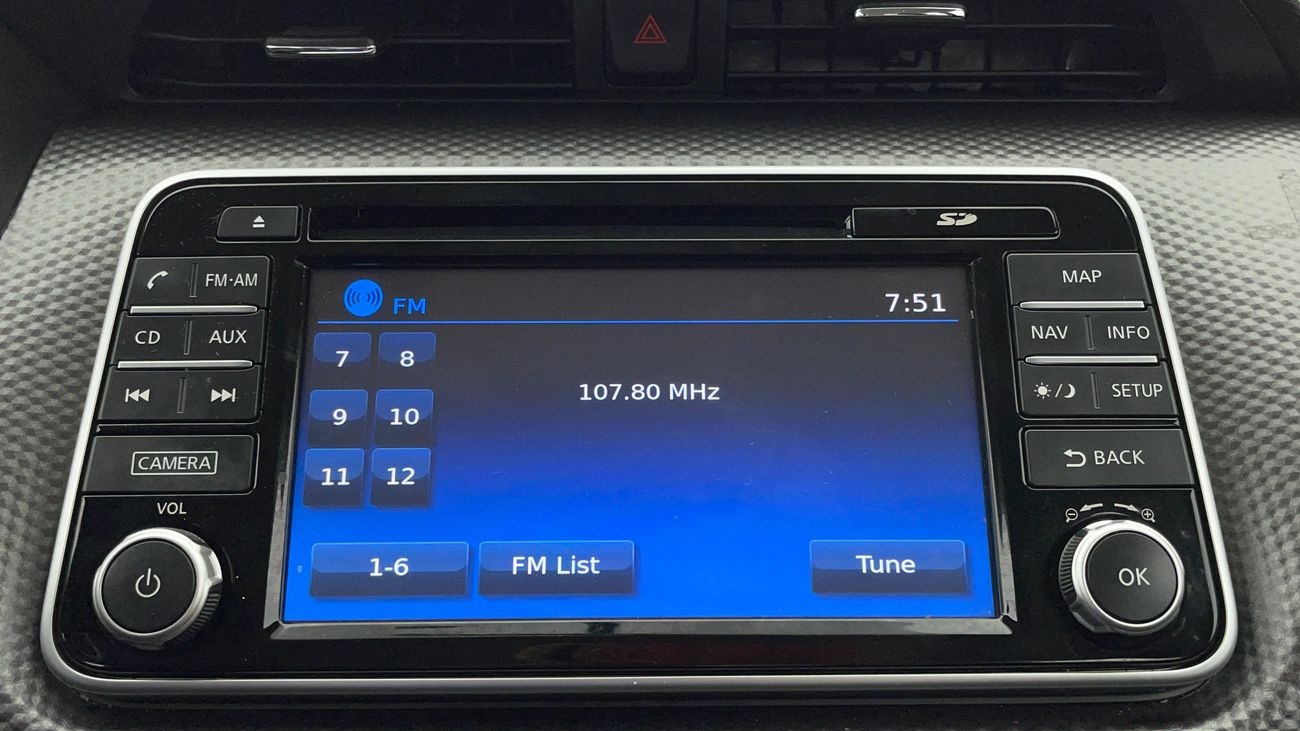 SD
FM·AM
MAP
FM
7:51
CD AUX
NAV INFO
7 8
107.80 MHz
SETUP
9 10
CAMERA
BACK
11 12
VOL
1-6
FM List
Tune
OK